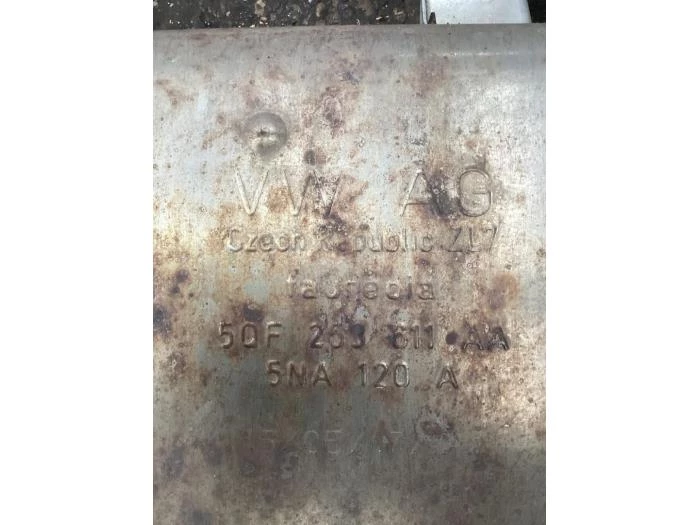 VW AG
Czech Republic ZL7
faurecia
5QF 253 611 AA
5NA 120 A